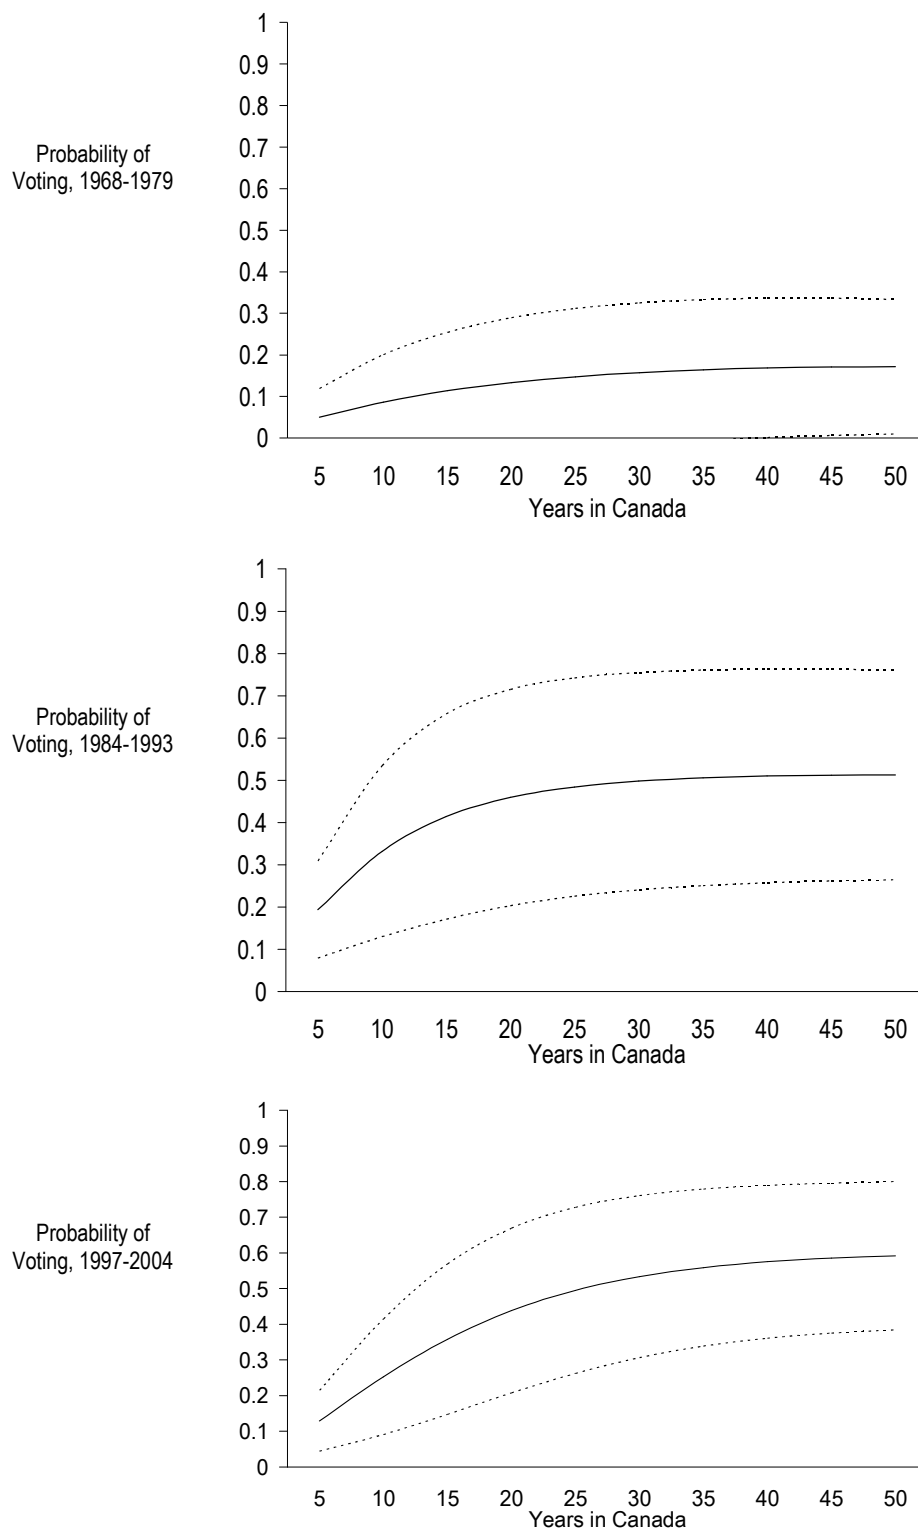 1
0.9
0.8
0.7
0.6
0.5
0.4
0.3
0.2
0.1
0
Probability of
Voting, 1968-1979
5 10 15 20 25 30 35 40 45 50
Years in Canada
1
0.9
0.8
0.7
0.6
0.5
0.4
0.3
0.2
0.1
0
Probability of
Voting, 1984-1993
5 10 15 20 25 30 35 40 45 50
Years in Canada
1
0.9
0.8
0.7
0.6
0.5
0.4
0.3
0.2
0.1
0
Probability of
Voting, 1997-2004
5 10 15 20 25 30 35 40 45 50
Years in Canada